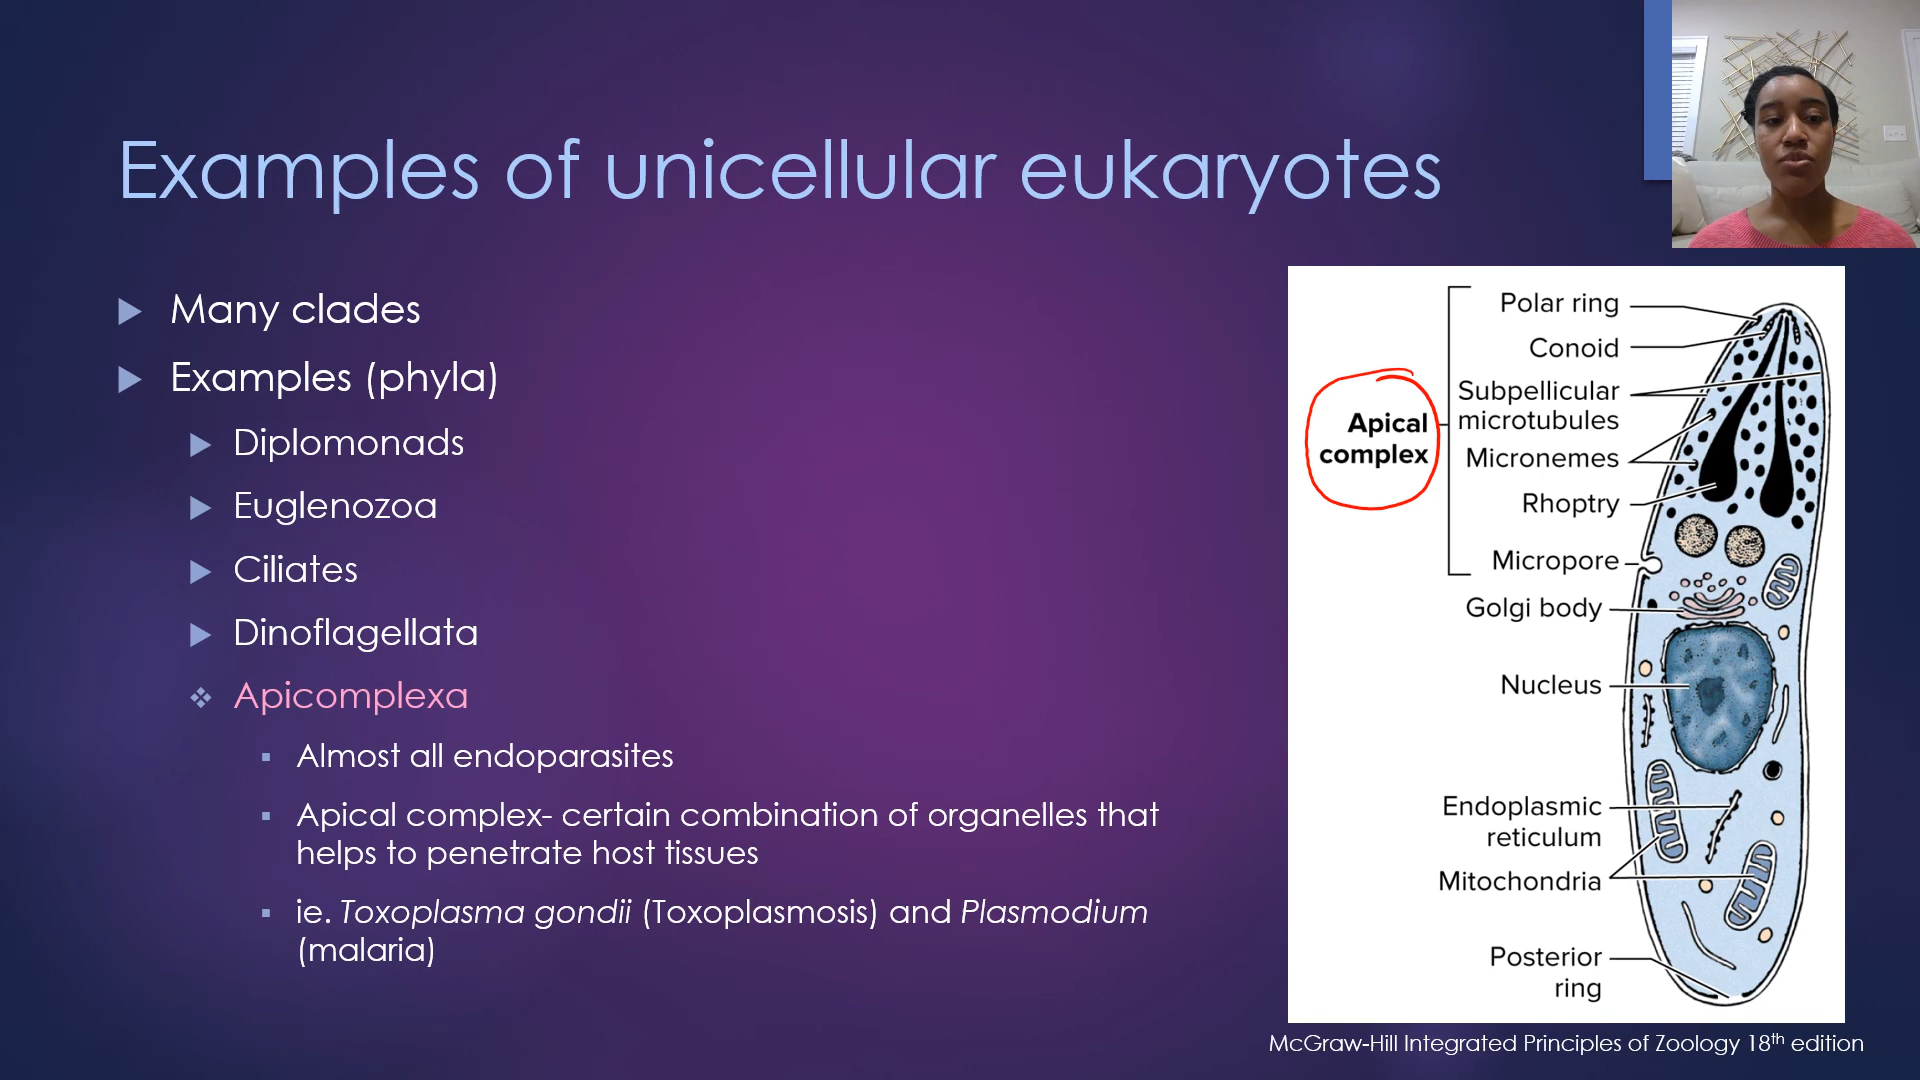 Examples of unicellular eukaryotes
Many clades
Examples (phyla)
Diplomonads
Euglenozoa
Ciliates
Dinoflagellata
Apicomplexa
Almost all endoparasites
Apical complex- certain combination of organelles that
helps to penetrate host tissues
ie. Toxoplasma gondii (Toxoplasmosis) and Plasmodium
(malaria)
Apical
complex
Polar ring
Conoid
Subpellicular
microtubules
Micronemes
Rhoptry
Micropore
Golgi body
Nucleus
Endoplasmic
reticulum
Mitochondria
Posterior
ring
McGraw-Hill Integrated Principles of Zoology 18th edition